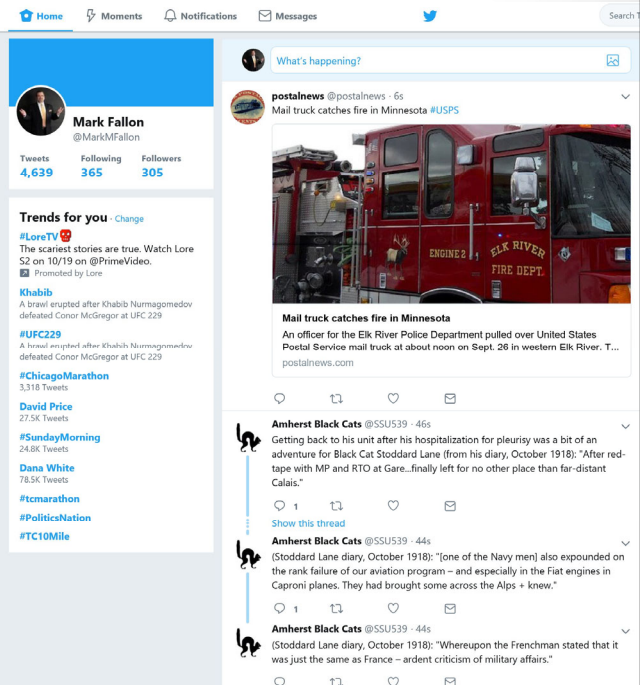 Home
Moments
Notifications
Messages
Search T
Mark Fallon
@MarkMFallon
Tweets
Following
Followers
4,639
365
305
Trends for you · Change
#LoreTV
The scariest stories are true. Watch Lore
S2 on 10/19 on @PrimeVideo.
Promoted by Lore
Khabib
A brawl erupted after Khabib Nurmagomedov
defeated Conor McGregor at UFC 229
#UFC229
A brawl erupted after Khabib Nurmagomedov
defeated Conor McGregor at UFC 229
#ChicagoMarathon
3,318 Tweets
David Price
27.5K Tweets
#SundayMorning
24.8K Tweets
Dana White
78.5K Tweets
#tcmarathon
#PoliticsNation
#TC10Mile
What's happening?
postalnews @postalnews · 6s
Mail truck catches fire in Minnesota #USPS
ENGINE 2
ELK RIVER
FIRE DEPT.
Mail truck catches fire in Minnesota
An officer for the Elk River Police Department pulled over United States
Postal Service mail truck at about noon on Sept. 26 in western Elk River. T...
postalnews.com
Amherst Black Cats @SSU539 · 46s
Getting back to his unit after his hospitalization for pleurisy was a bit of an
adventure for Black Cat Stoddard Lane (from his diary, October 1918): "After red-
tape with MP and RTO at Gare...finally left for no other place than far-distant
Calais."
1
Show this thread
Amherst Black Cats @SSU539 · 44s
(Stoddard Lane diary, October 1918): "[one of the Navy men] also expounded on
the rank failure of our aviation program – and especially in the Fiat engines in
Caproni planes. They had brought some across the Alps + knew."
1
Amherst Black Cats @SSU539 · 44s
(Stoddard Lane diary, October 1918): "Whereupon the Frenchman stated that it
was just the same as France – ardent criticism of military affairs."